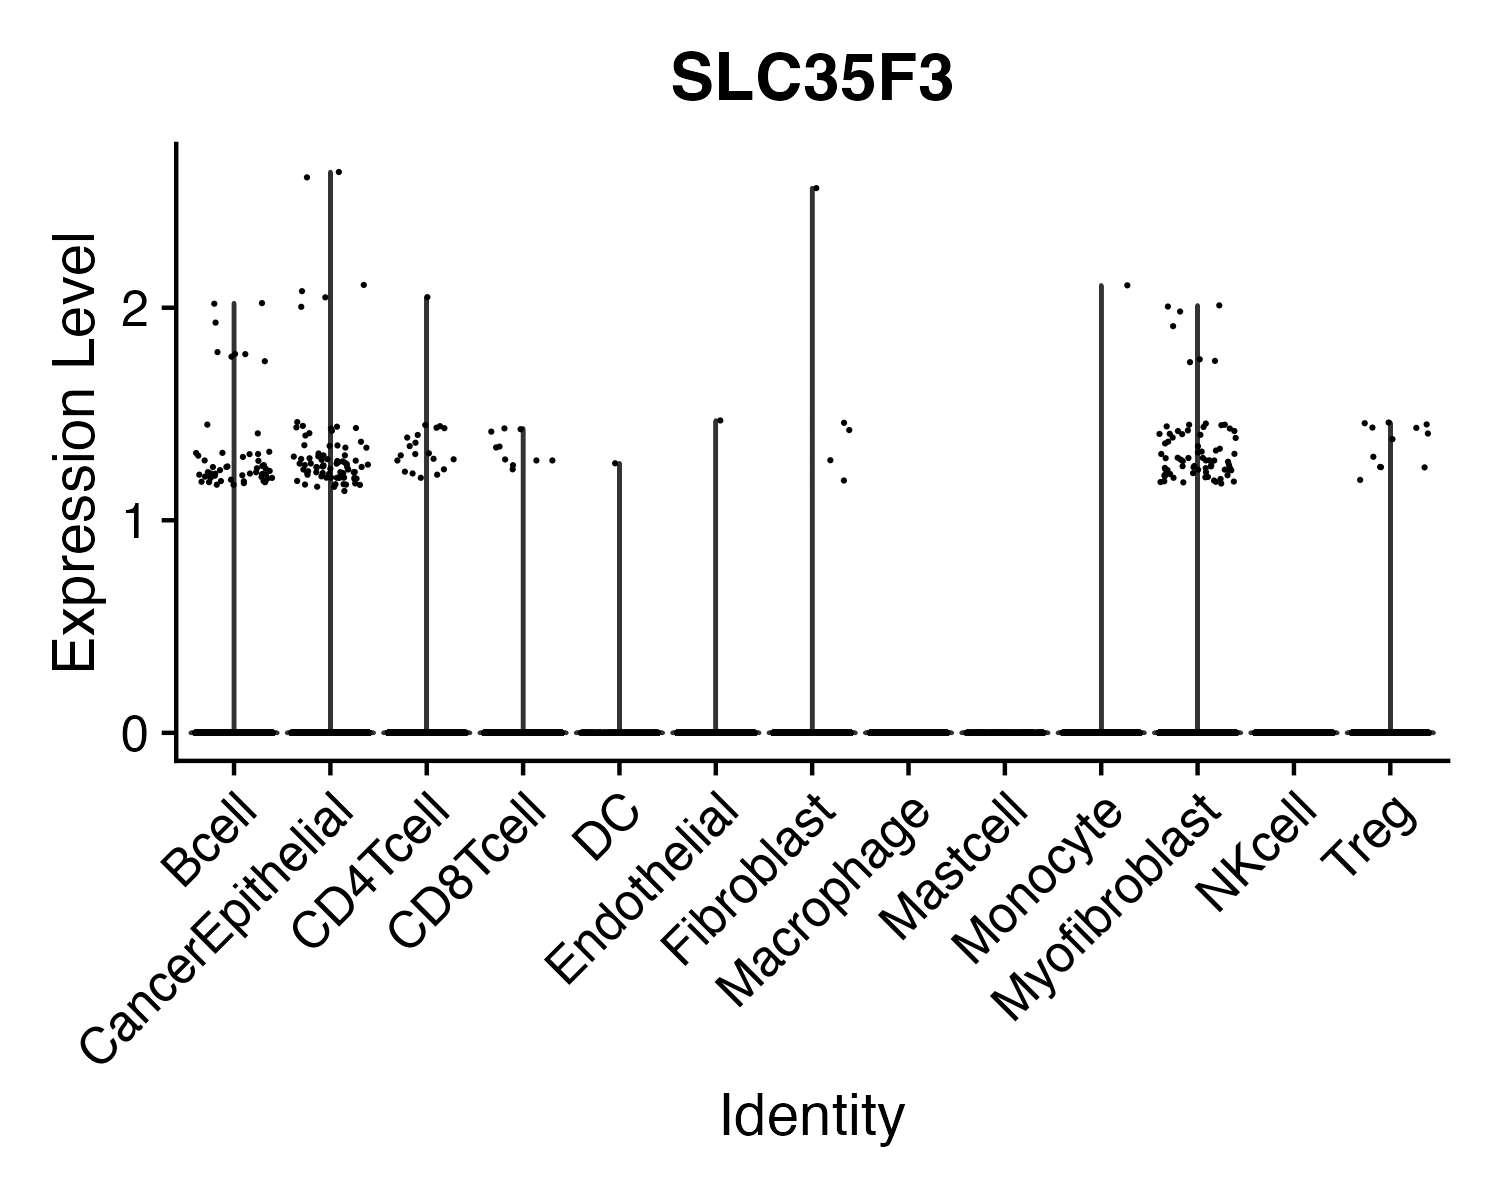 SLC35F3
Expression Level
2
1
0
Bcell
CancerEpithelial
CD4Tcell
CD8Tcell
DC
Endothelial
Fibroblast
Macrophage
Mastcell
Monocyte
Myofibroblast
NKcell
Treg
Identity